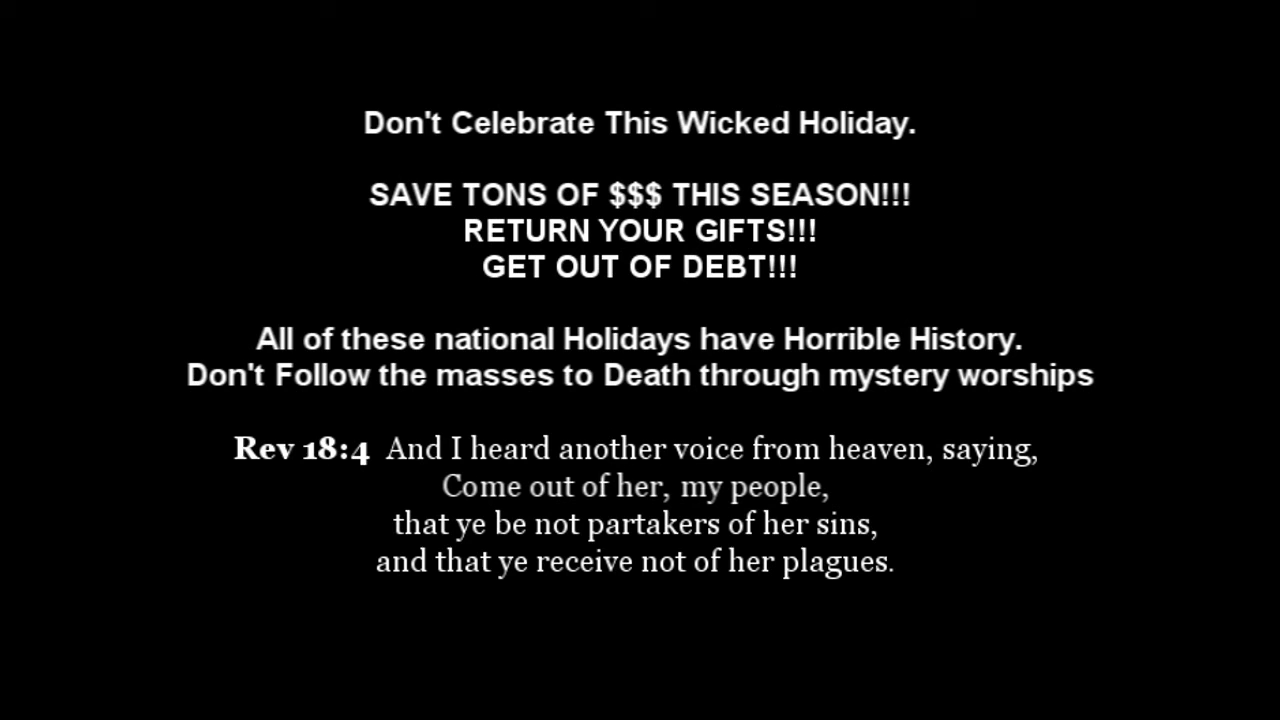 Don't Celebrate This Wicked Holiday.
SAVE TONS OF $$$ THIS SEASON!!!
RETURN YOUR GIFTS!!!
GET OUT OF DEBT!!!
All of these national Holidays have Horrible History.
Don't Follow the masses to Death through mystery worships
Rev 18:4 And I heard another voice from heaven, saying,
Come out of her, my people,
that ye be not partakers of her sins,
and that ye receive not of her plagues.